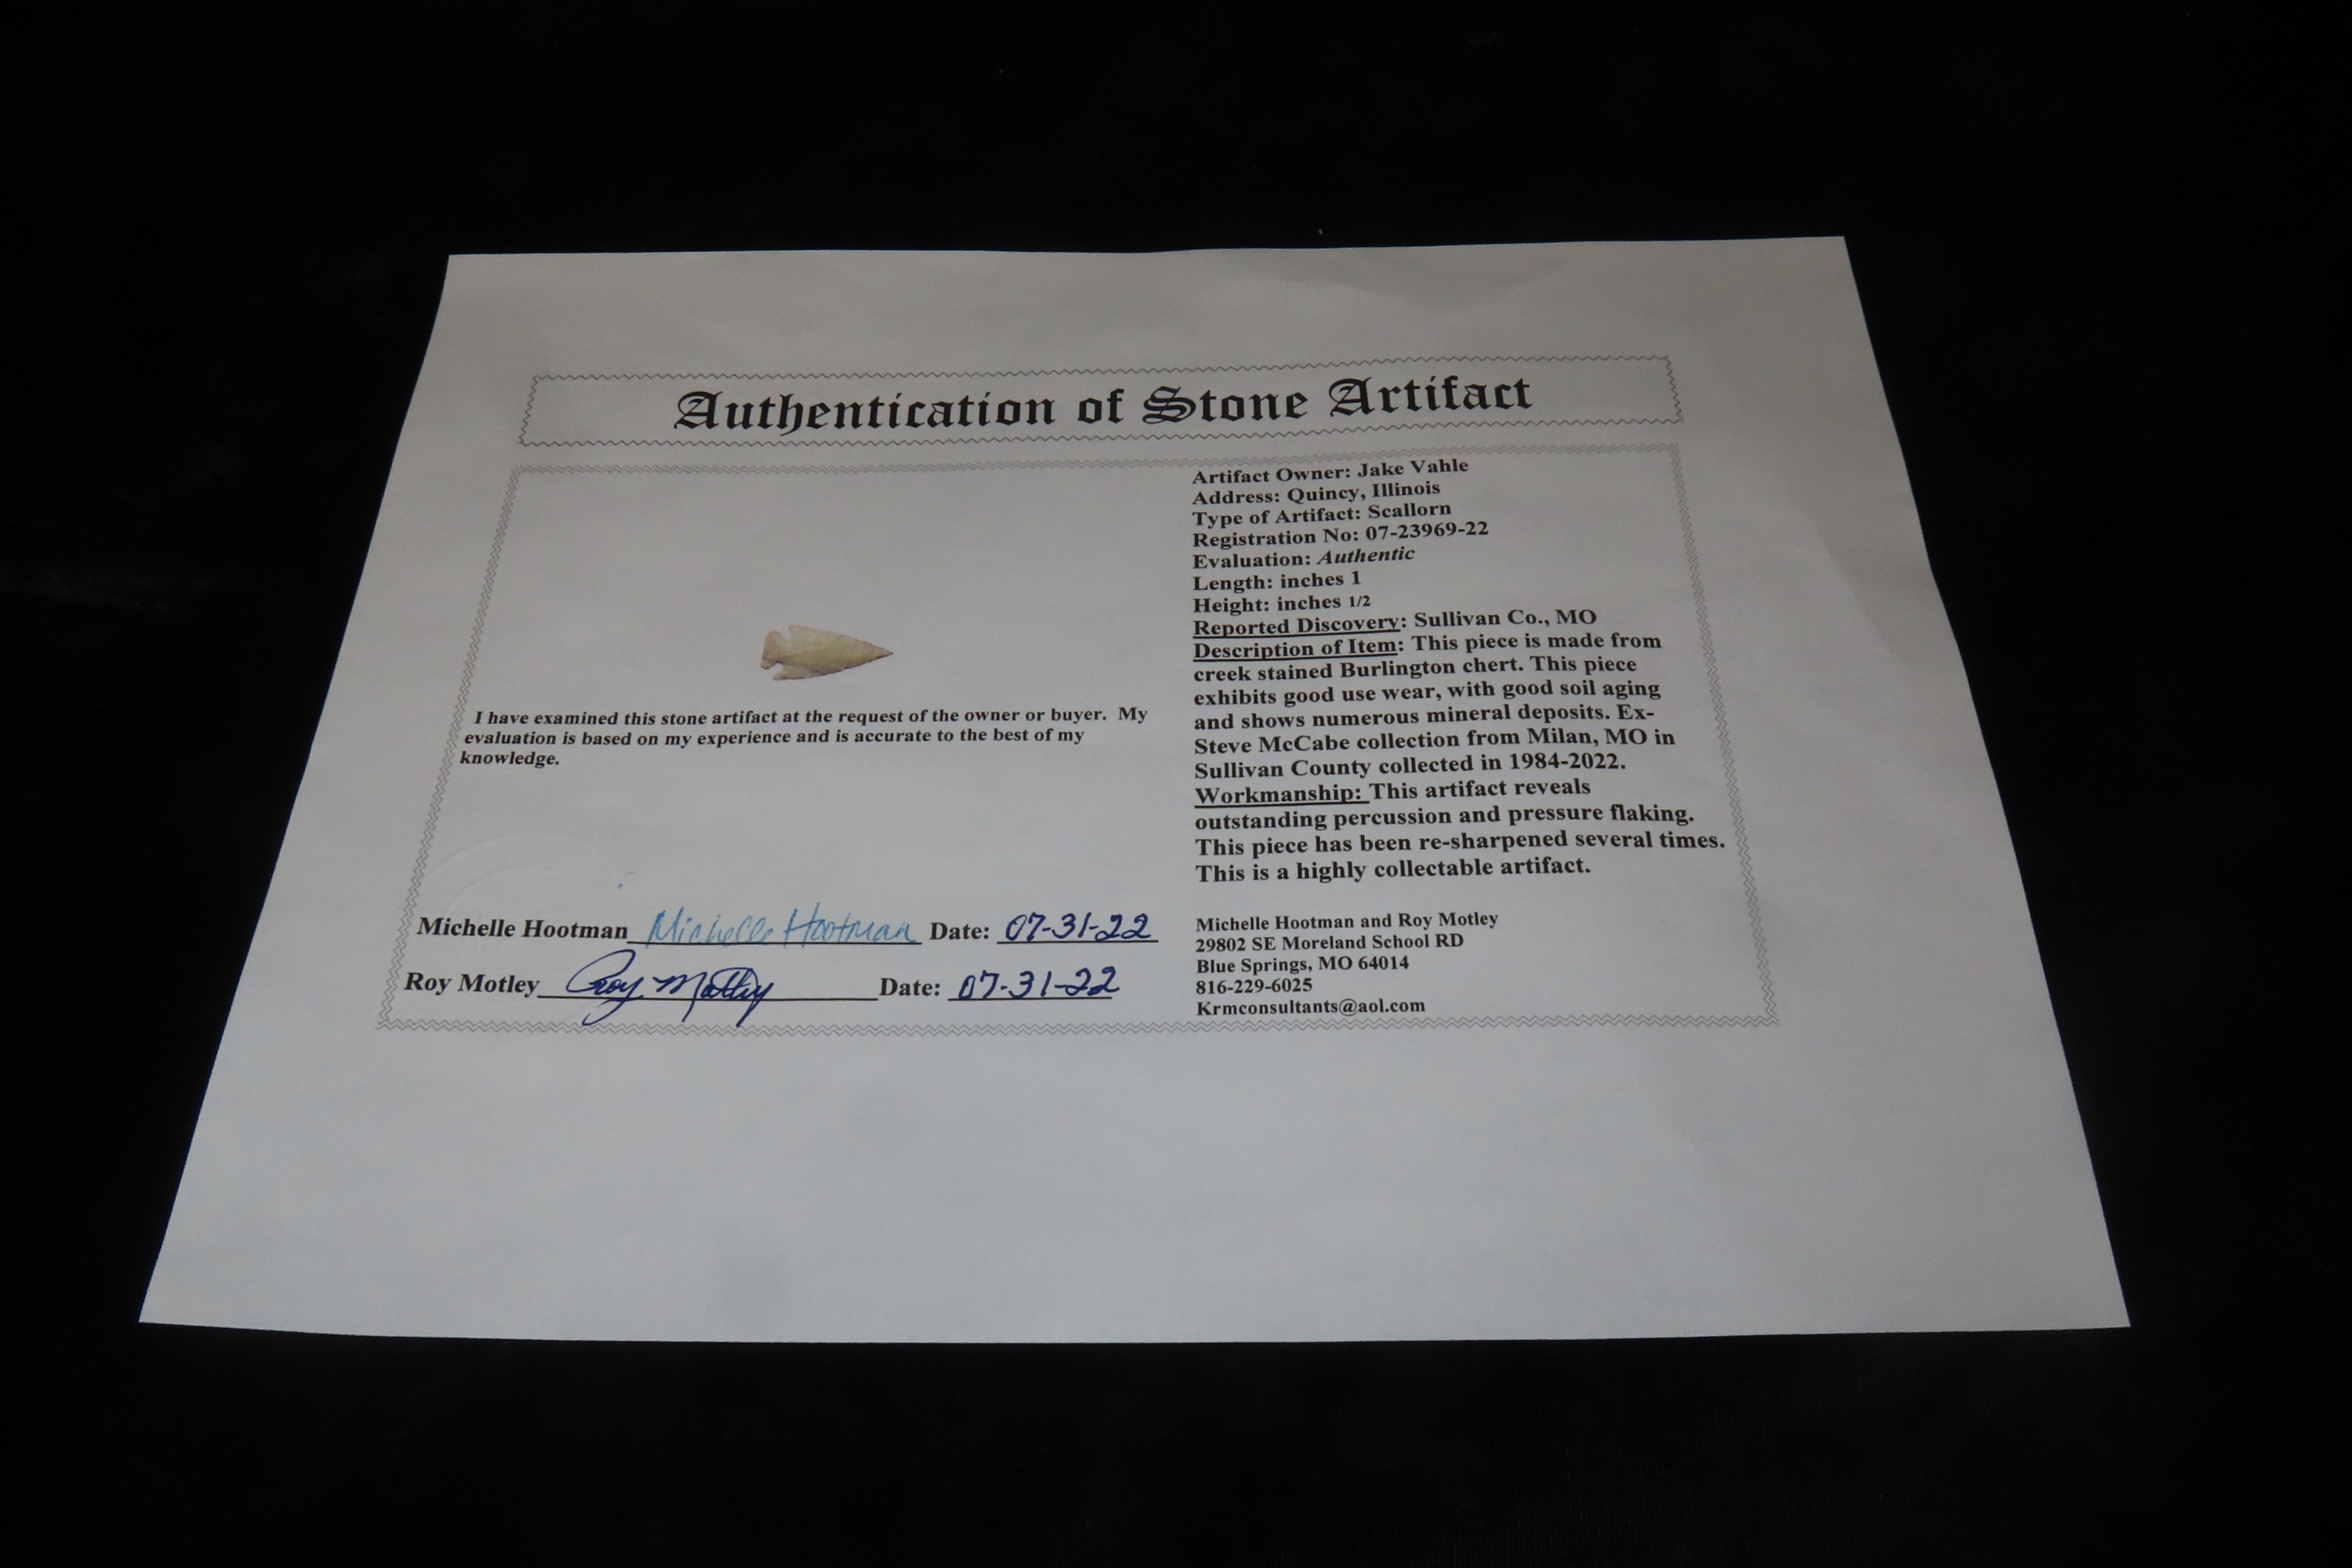 Authentication of Stone Artifact
Artifact Owner: Jake Vahle
Address: Quincy, Illinois
Type of Artifact: Scallorn
Registration No: 07-23969-22
Evaluation: Authentic
Length: inches 1
Height: inches 1/2
Reported Discovery: Sullivan Co., MO
Description of Item: This piece is made from
creek stained Burlington chert. This piece
exhibits good use wear, with good soil aging
and shows numerous mineral deposits. Ex-
Steve McCabe collection from Milan, MO in
Sullivan County collected in 1984-2022.
Workmanship: This artifact reveals
outstanding percussion and pressure flaking.
This piece has been re-sharpened several times.
This is a highly collectable artifact.
I have examined this stone artifact at the request of the owner or buyer. My
evaluation is based on my experience and is accurate to the best of my
knowledge.
Michelle Hootman Michelle Hootman Date: 07-31-22
Roy Motley Roy Motley Date: 07-31-22
Michelle Hootman and Roy Motley
29802 SE Moreland School RD
Blue Springs, MO 64014
816-229-6025
Krmconsultants@aol.com